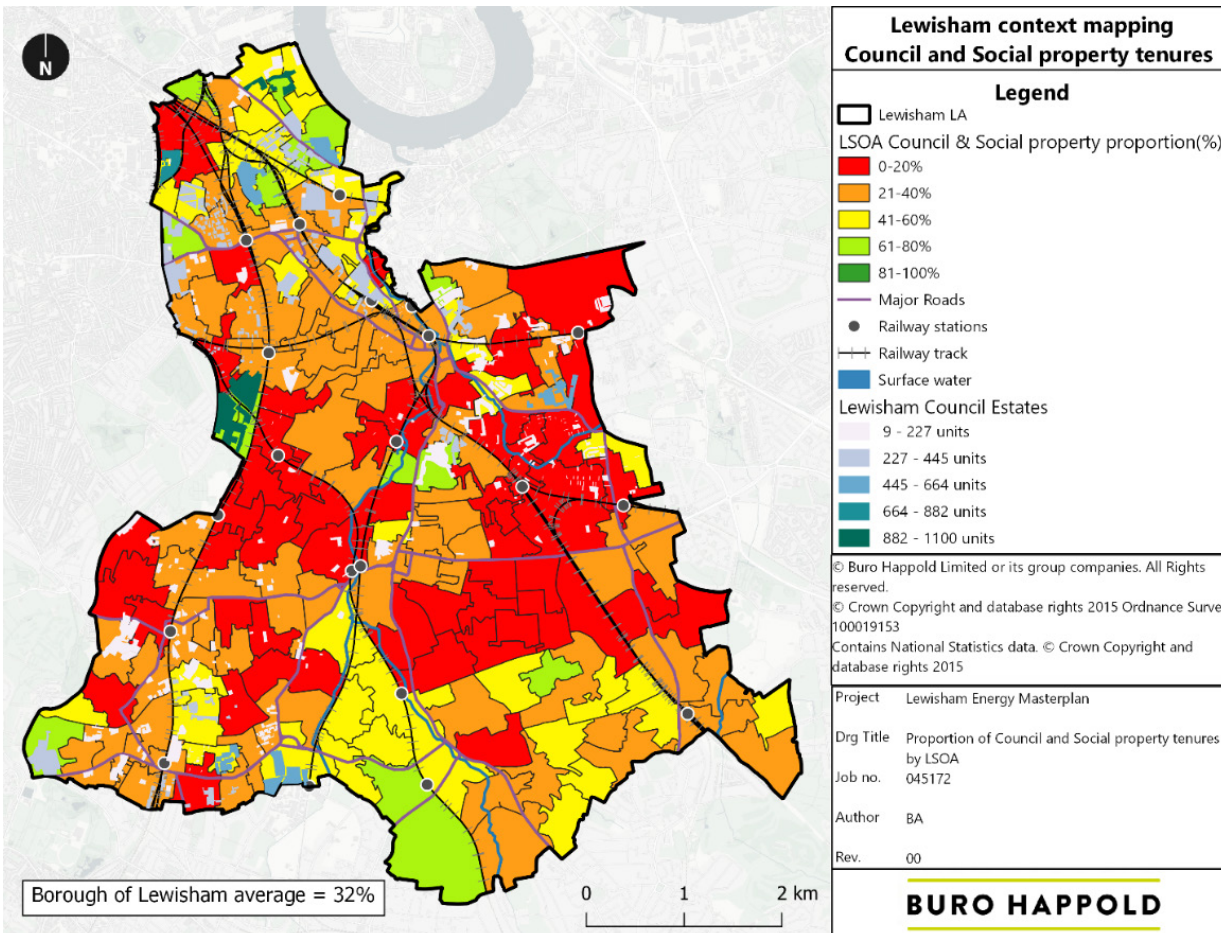 N
Borough of Lewisham average = 32%
0 1 2 km
Lewisham context mapping
Council and Social property tenures
Legend
Lewisham LA
LSOA Council & Social property proportion(%)
0-20%
21-40%
41-60%
61-80%
81-100%
Major Roads
Railway stations
Railway track
Surface water
Lewisham Council Estates
9 - 227 units
227 - 445 units
445 - 664 units
664 - 882 units
882 - 1100 units
© Buro Happold Limited or its group companies. All Rights
reserved.
© Crown Copyright and database rights 2015 Ordnance Surve
100019153
Contains National Statistics data. © Crown Copyright and
database rights 2015
Project Lewisham Energy Masterplan
Drg Title Proportion of Council and Social property tenures
by LSOA
Job no. 045172
Author BA
Rev. 00
BURO HAPPOLD